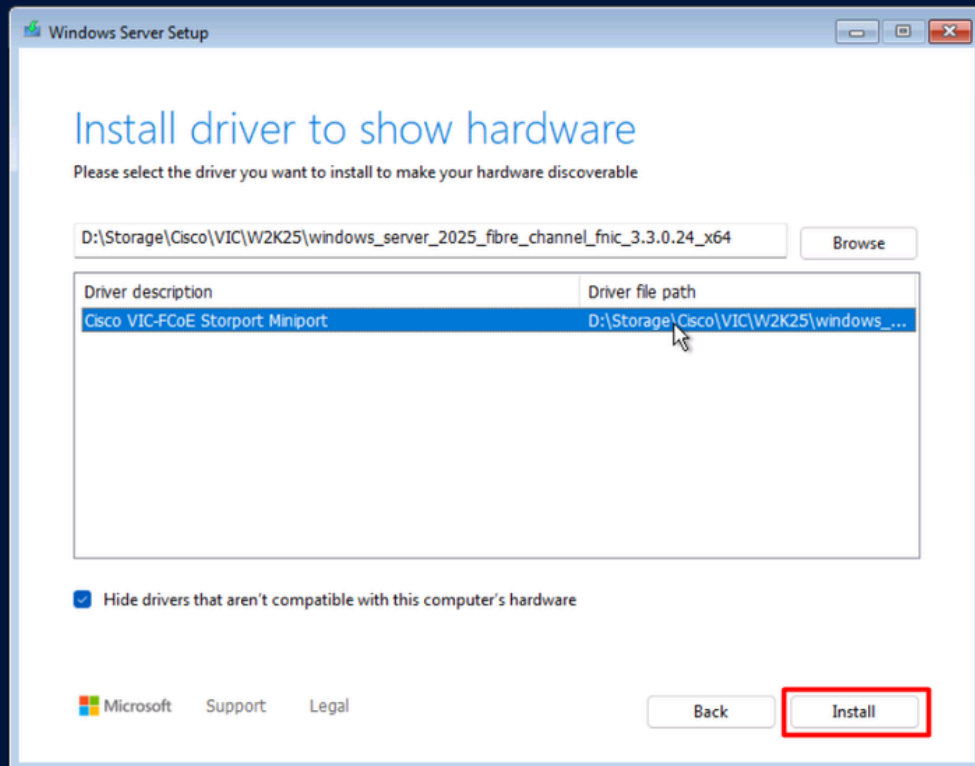 Windows Server Setup
Install driver to show hardware
Please select the driver you want to install to make your hardware discoverable
D:\Storage\Cisco\VIC\W2K25\windows_server_2025_fibre_channel_fnic_3.3.0.24_x64
Browse
Driver description Driver file path
Cisco VIC-FCoE Storport Miniport D:\Storage\Cisco\VIC\W2K25\windows_...
Hide drivers that aren't compatible with this computer's hardware
Microsoft Support Legal Back Install